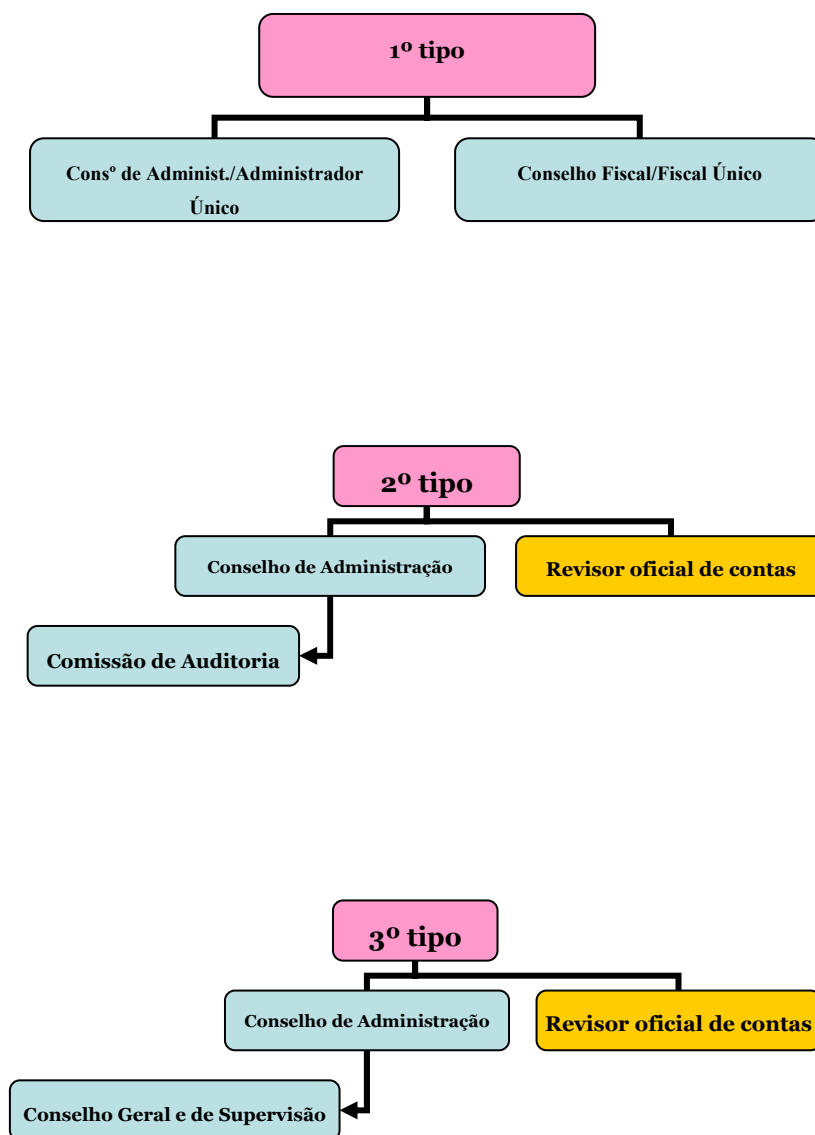 1º tipo
Consº de Administ./Administrador
Único
Conselho Fiscal/Fiscal Único
2º tipo
Conselho de Administração
Revisor oficial de contas
Comissão de Auditoria
3º tipo
Conselho de Administração
Revisor oficial de contas
Conselho Geral e de Supervisão